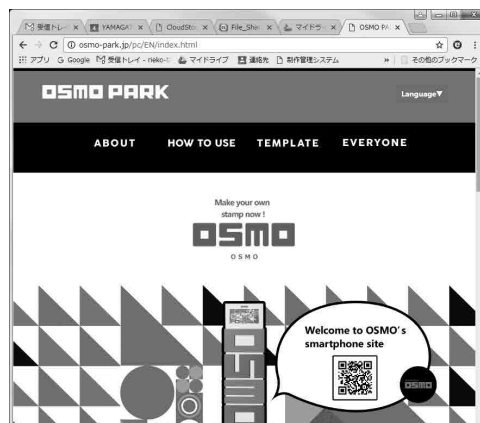 受信トレー
YAMAGAT
CloudSto
File_Shar
マイドラ
OSMO PA
osmo-park.jp/pc/EN/index.html
アプリ Google 受信トレイ - rieko- マイドライブ 連絡先 制作管理システム » その他のブックマーク
OSMO PARK
Language▼
ABOUT HOW TO USE TEMPLATE EVERYONE
Make your own
stamp now !
OSMO
OSMO
Welcome to OSMO's
smartphone site
OSMO
OSMO